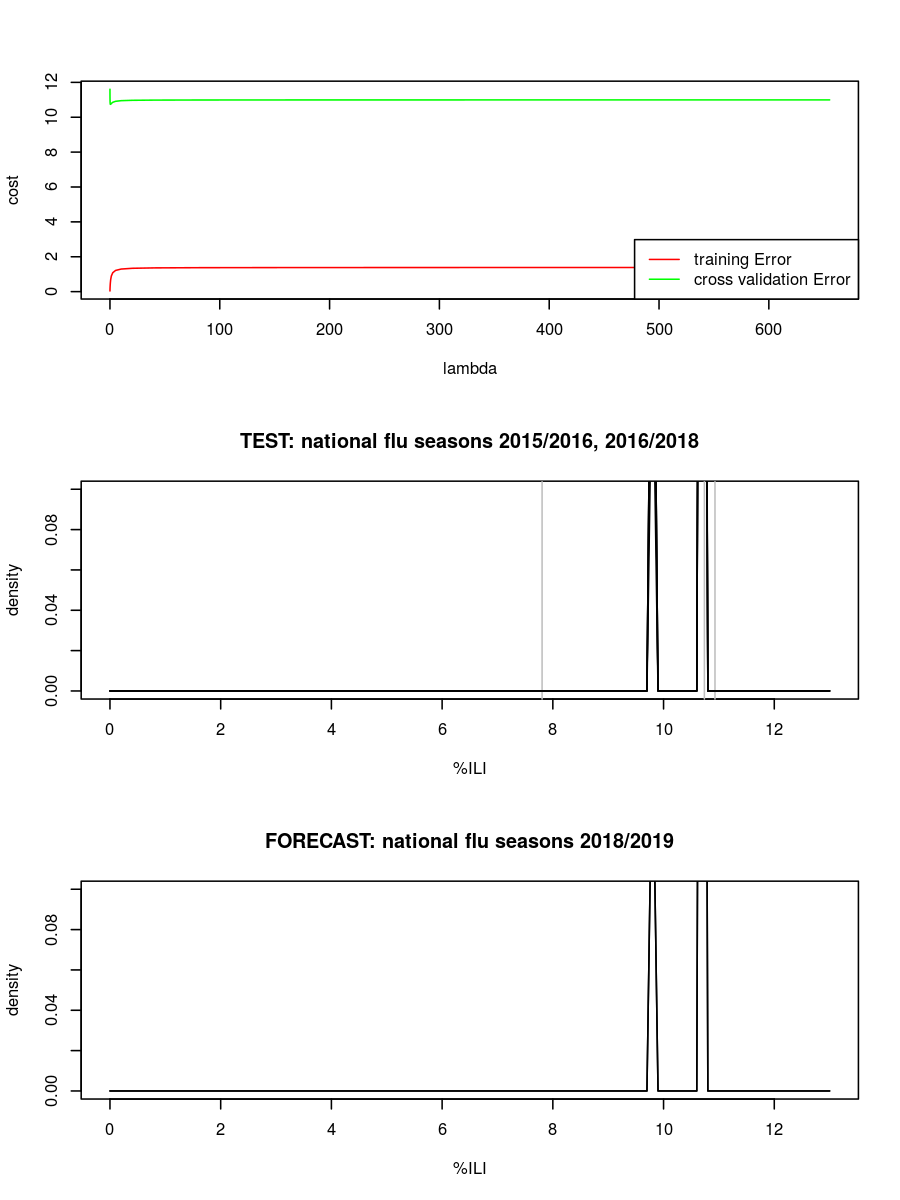 cost
12
10
8
6
4
2
0
training Error
cross validation Error
0 100 200 300 400 500 600
lambda
TEST: national flu seasons 2015/2016, 2016/2018
density
0.08
0.04
0.00
0 2 4 6 8 10 12
%ILI
FORECAST: national flu seasons 2018/2019
density
0.08
0.04
0.00
0 2 4 6 8 10 12
%ILI